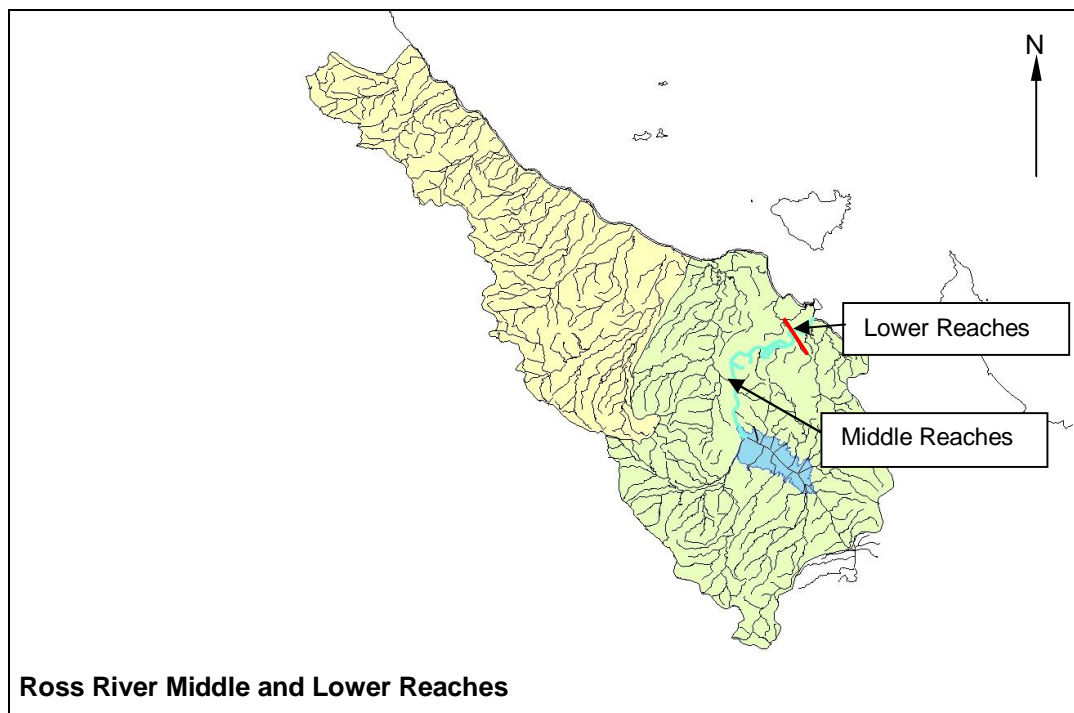 N
Lower Reaches
Middle Reaches
Ross River Middle and Lower Reaches